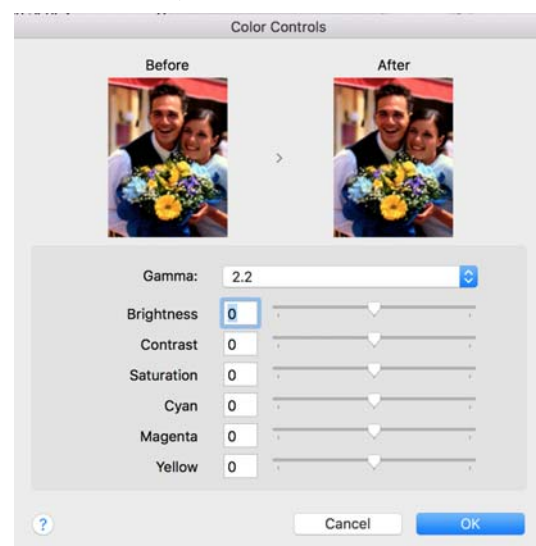 Color Controls
Before After
>
Gamma: 2.2
Brightness 0
Contrast 0
Saturation 0
Cyan 0
Magenta 0
Yellow 0
? Cancel OK